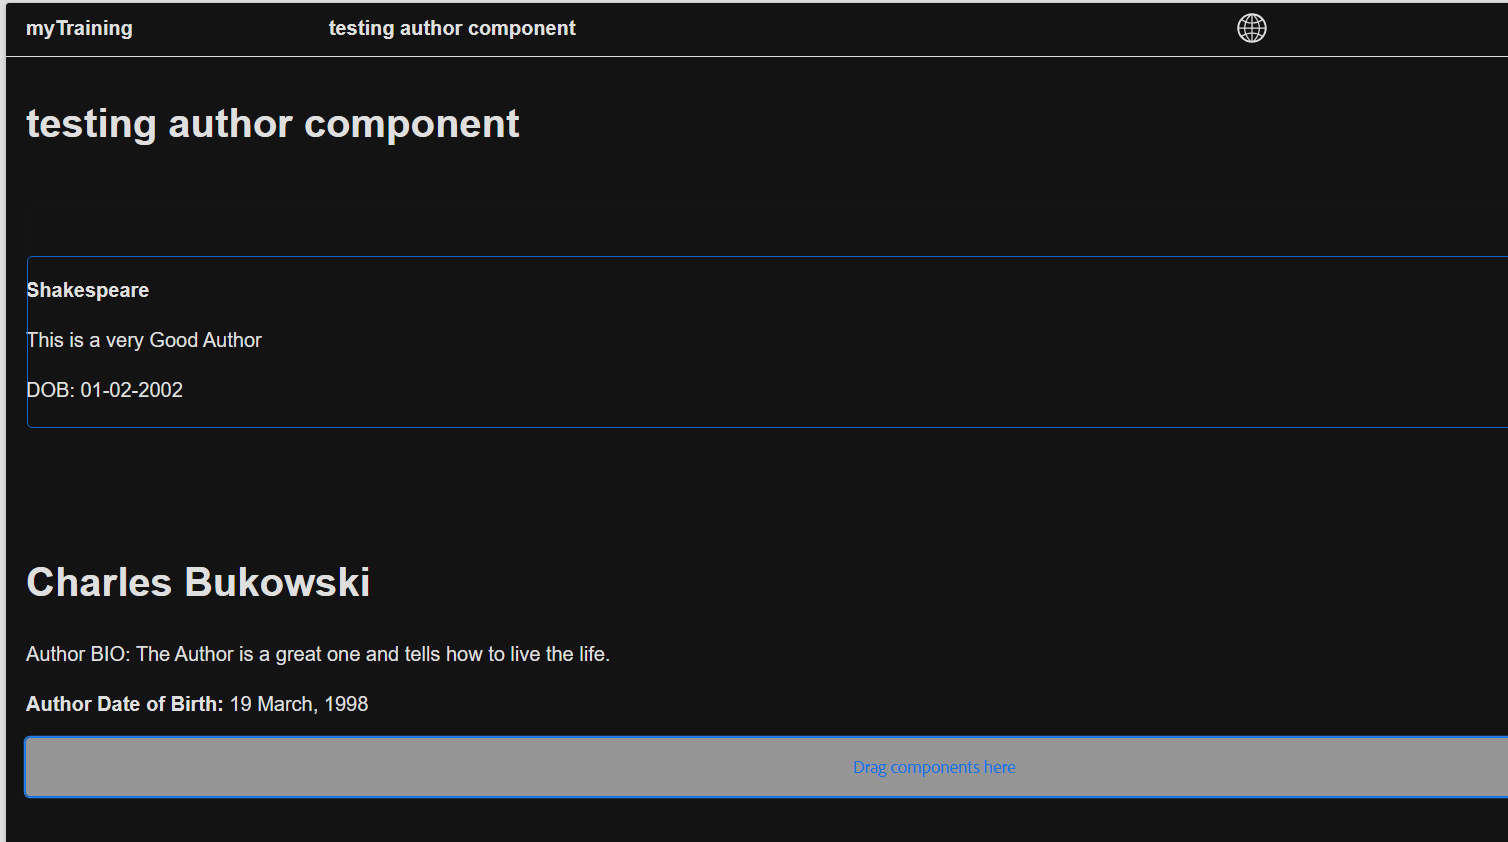 myTraining
testing author component
testing author component
Shakespeare
This is a very Good Author
DOB: 01-02-2002
Charles Bukowski
Author BIO: The Author is a great one and tells how to live the life.
Author Date of Birth: 19 March, 1998
Drag components here